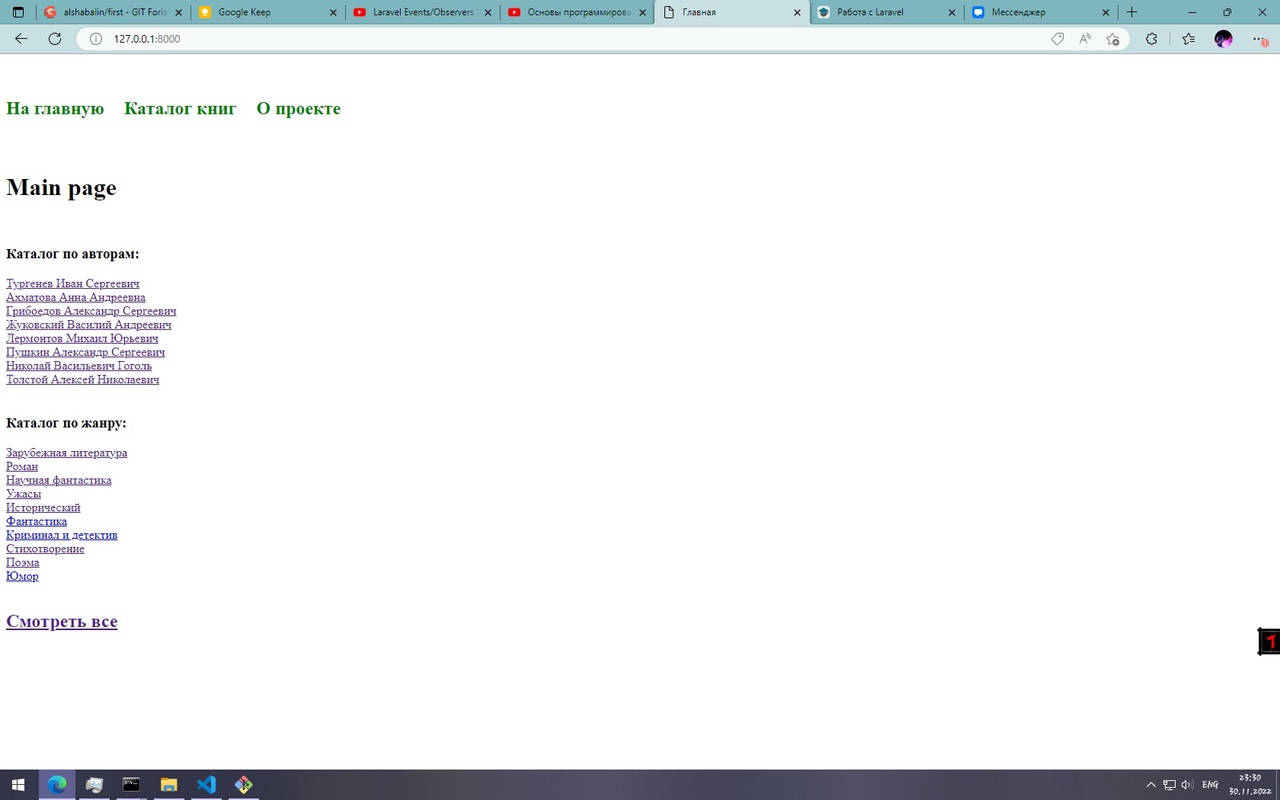 alshabalin/first - GIT Forla
Google Keep
Laravel Events/Observers
Основы программирова
Главная
Работа с Laravel
Мессенджер
127.0.0.1:8000
На главную Каталог книг О проекте
Main page
Каталог по авторам:
Тургенев Иван Сергеевич
Ахматова Анна Андреевна
Грибоедов Александр Сергеевич
Жуковский Василий Андреевич
Лермонтов Михаил Юрьевич
Пушкин Александр Сергеевич
Николай Васильевич Гоголь
Толстой Алексей Николаевич
Каталог по жанру:
Зарубежная литература
Роман
Научная фантастика
Ужасы
Исторический
Фантастика
Криминал и детектив
Стихотворение
Поэма
Юмор
Смотреть все
1
ENG
23:30
30.11.2022